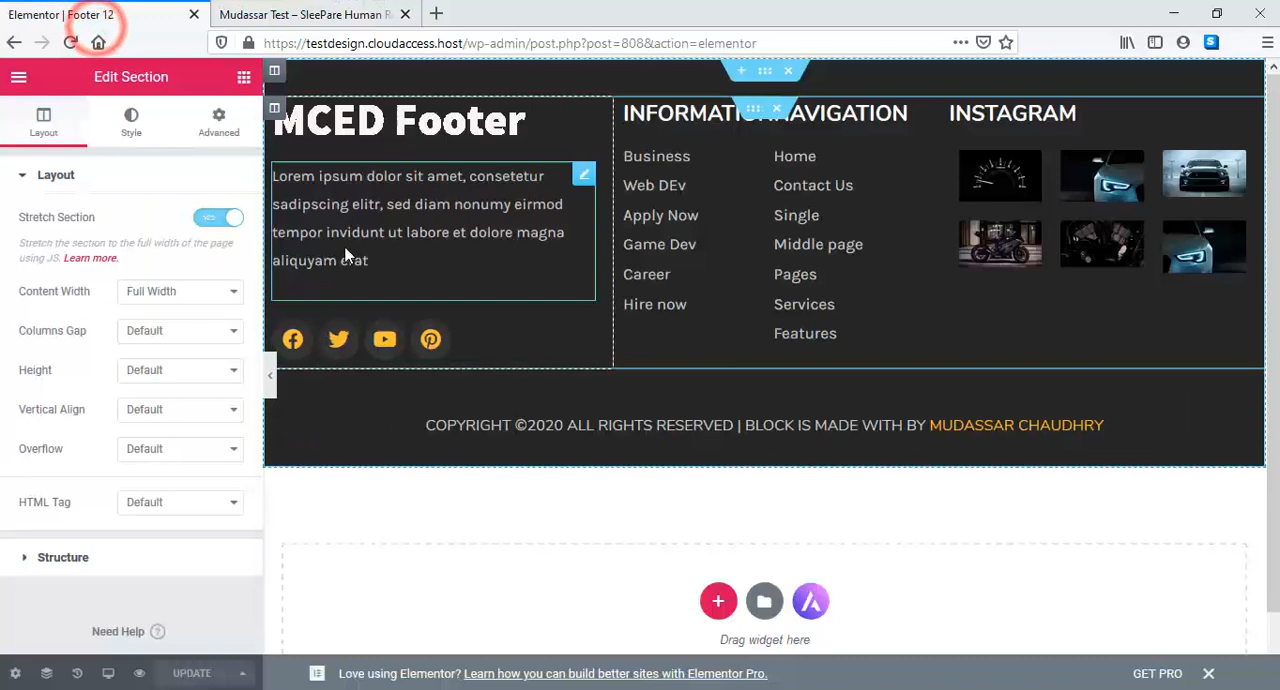 Elementor | Footer 12
Mudassar Test – SleePare Human R
https://testdesign.cloudaccess.host/wp-admin/post.php?post=808&action=elementor
Edit Section
Layout
Style
Advanced
Layout
Stretch Section
YES
Stretch the section to the full width of the page
using JS. Learn more.
Content Width
Full Width
Columns Gap
Default
Height
Default
Vertical Align
Default
Overflow
Default
HTML Tag
Default
Structure
Need Help
UPDATE
MCED Footer
Lorem ipsum dolor sit amet, consetetur
sadipscing elitr, sed diam nonumy eirmod
tempor invidunt ut labore et dolore magna
aliquyam erat
INFORMATION
Business
Web DEv
Apply Now
Game Dev
Career
Hire now
NAVIGATION
Home
Contact Us
Single
Middle page
Pages
Services
Features
INSTAGRAM
COPYRIGHT ©2020 ALL RIGHTS RESERVED | BLOCK IS MADE WITH BY MUDASSAR CHAUDHRY
Drag widget here
Love using Elementor? Learn how you can build better sites with Elementor Pro.
GET PRO